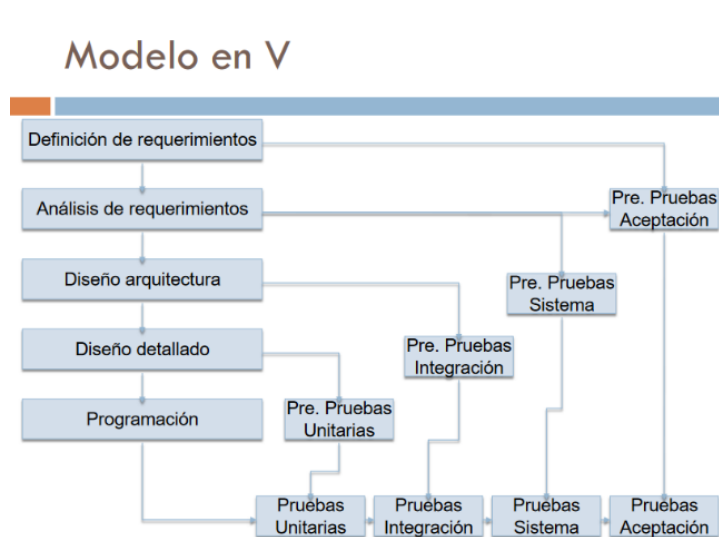 Modelo en V
Definición de requerimientos
Análisis de requerimientos
Pre. Pruebas
Aceptación
Diseño arquitectura
Pre. Pruebas
Sistema
Diseño detallado
Pre. Pruebas
Integración
Programación
Pre. Pruebas
Unitarias
Pruebas
Unitarias
Pruebas
Integración
Pruebas
Sistema
Pruebas
Aceptación